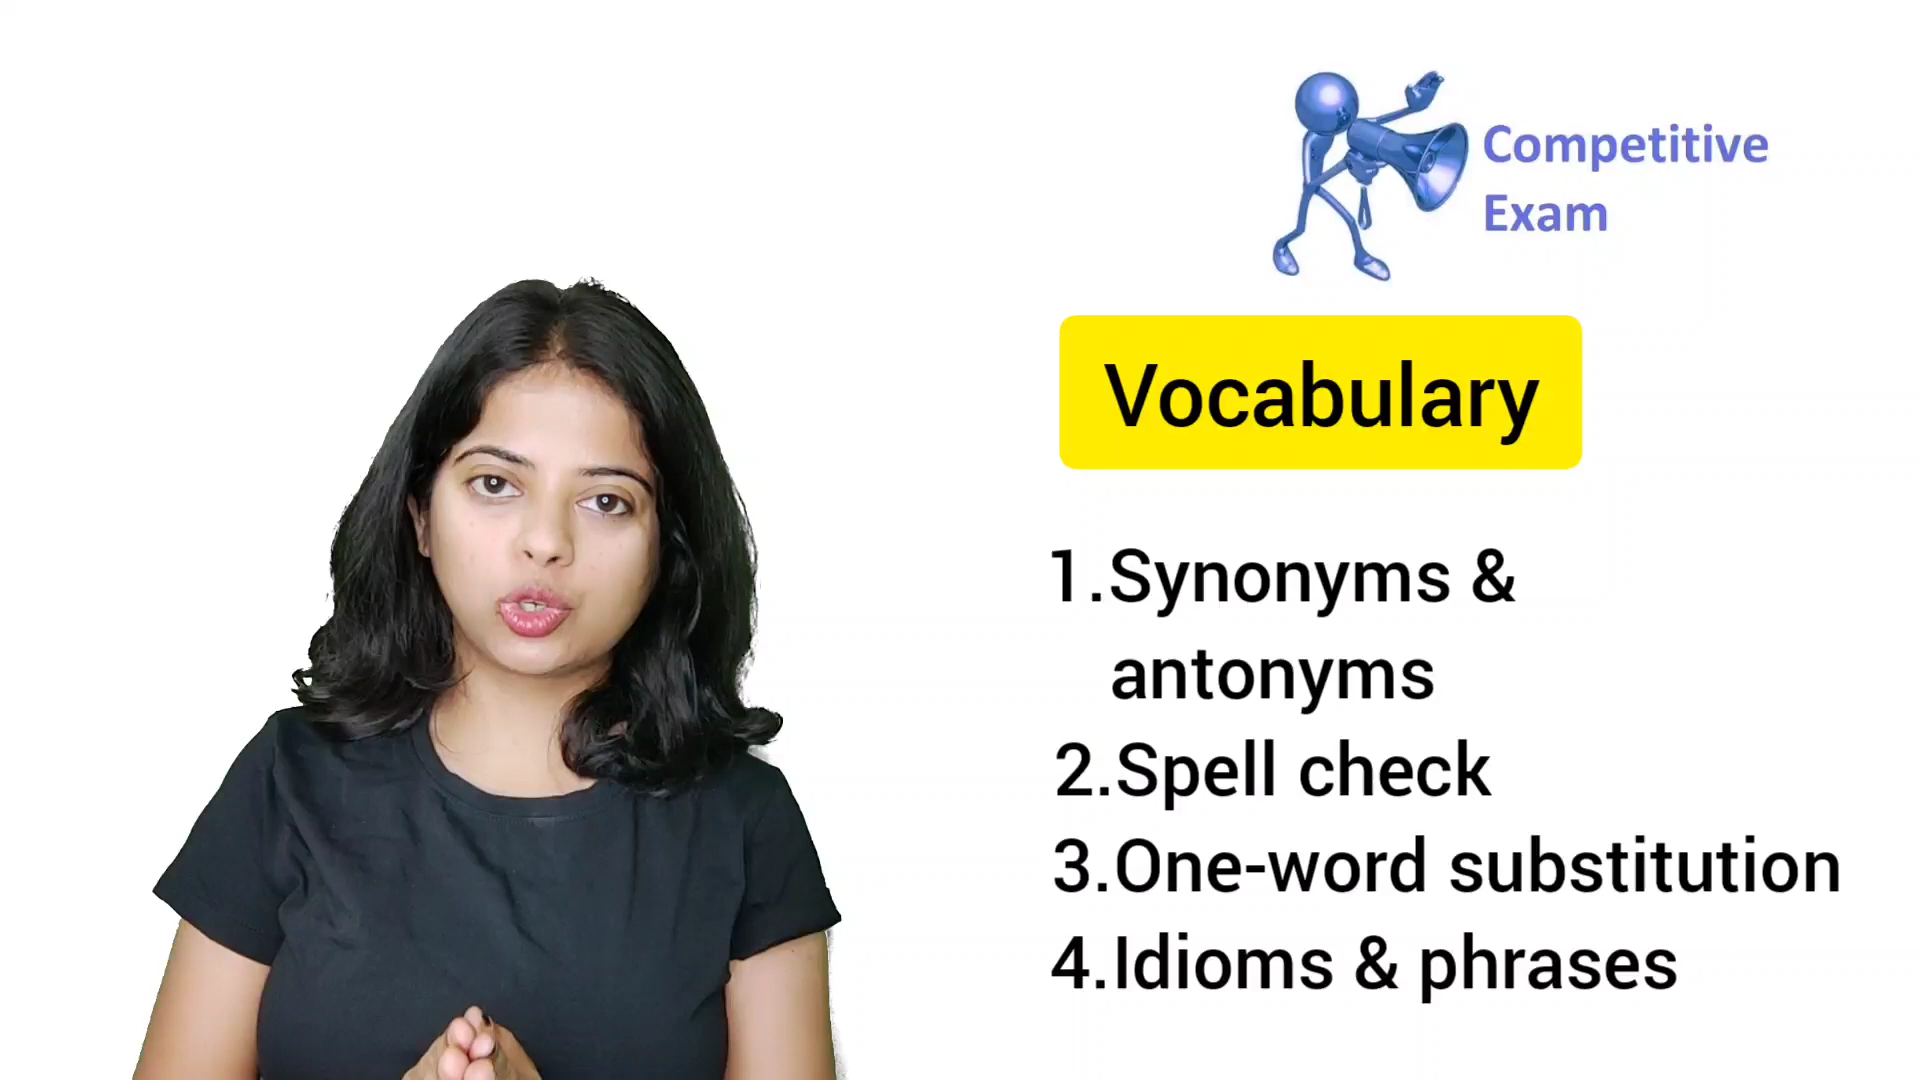 Competitive
Exam
Vocabulary
1.Synonyms &
antonyms
2.Spell check
3.One-word substitution
4.Idioms & phrases